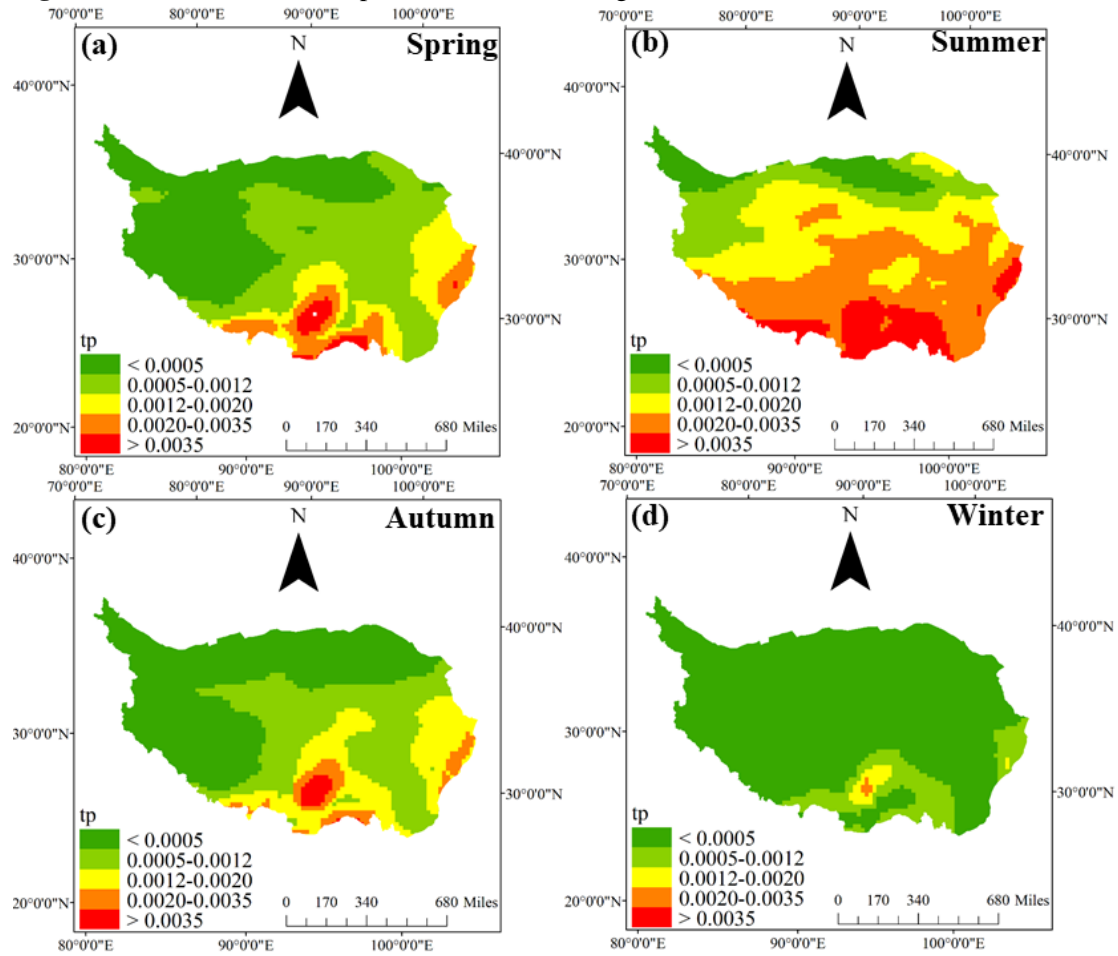 70°0'0"E 80°0'0"E 90°0'0"E 100°0'0"E
(a) N Spring
40°0'0"N
40°0'0"N
30°0'0"N
30°0'0"N
tp
< 0.0005
0.0005-0.0012
0.0012-0.0020
0.0020-0.0035
> 0.0035
0 170 340 680 Miles
20°0'0"N
80°0'0"E 90°0'0"E 100°0'0"E
70°0'0"E 80°0'0"E 90°0'0"E 100°0'0"E
(b) N Summer
40°0'0"N
40°0'0"N
30°0'0"N
30°0'0"N
tp
< 0.0005
0.0005-0.0012
0.0012-0.0020
0.0020-0.0035
> 0.0035
0 170 340 680 Miles
20°0'0"N
80°0'0"E 90°0'0"E 100°0'0"E
70°0'0"E 80°0'0"E 90°0'0"E 100°0'0"E
(c) N Autumn
40°0'0"N
40°0'0"N
30°0'0"N
30°0'0"N
tp
< 0.0005
0.0005-0.0012
0.0012-0.0020
0.0020-0.0035
> 0.0035
0 170 340 680 Miles
20°0'0"N
80°0'0"E 90°0'0"E 100°0'0"E
70°0'0"E 80°0'0"E 90°0'0"E 100°0'0"E
(d) N Winter
40°0'0"N
40°0'0"N
30°0'0"N
30°0'0"N
tp
< 0.0005
0.0005-0.0012
0.0012-0.0020
0.0020-0.0035
> 0.0035
0 170 340 680 Miles
20°0'0"N
80°0'0"E 90°0'0"E 100°0'0"E